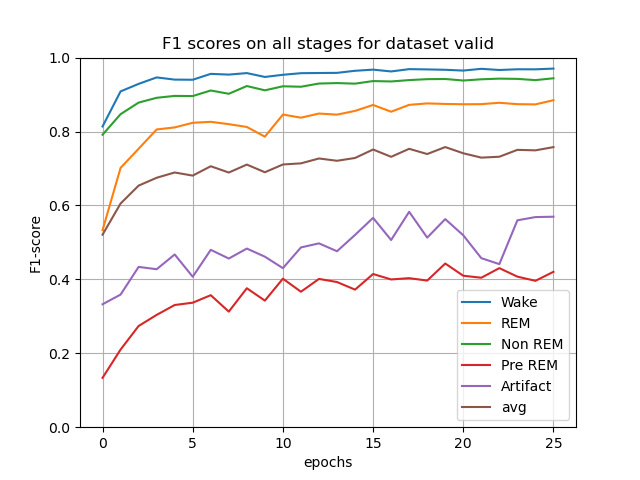 F1 scores on all stages for dataset valid
1.0
0.8
0.6
0.4
0.2
0.0
F1-score
0 5 10 15 20 25
epochs
Wake
REM
Non REM
Pre REM
Artifact
avg